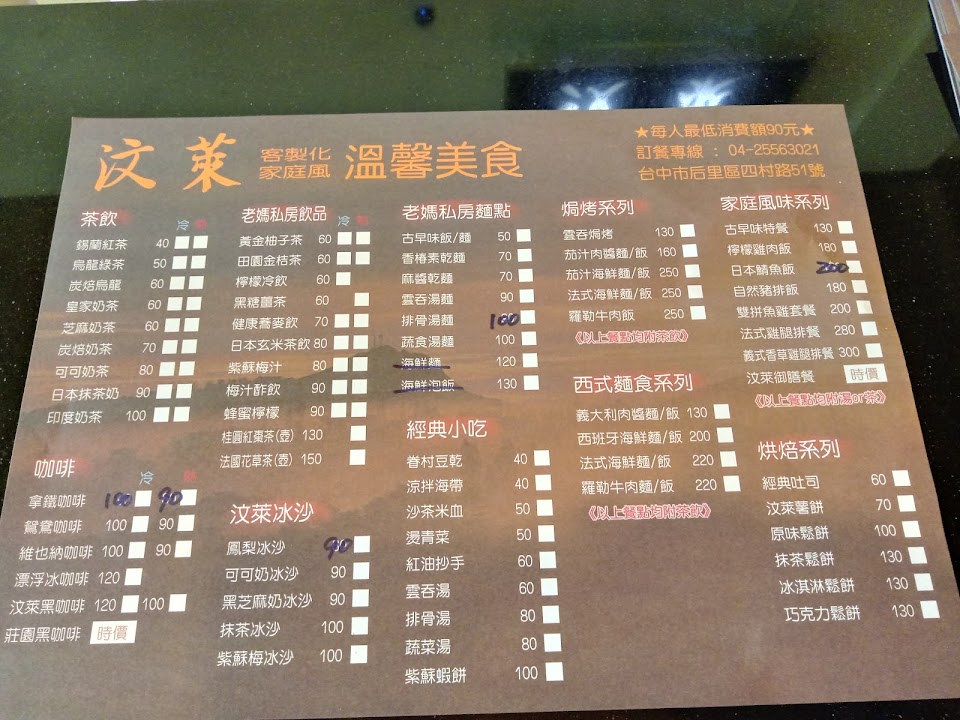 汶萊 客製化 家庭風 溫馨美食
★每人最低消費額90元★
訂餐專線 : 04-25563021
台中市后里區四村路51號
茶飲 冷 熱
錫蘭紅茶 40
烏龍綠茶 50
炭焙烏龍 60
皇家奶茶 60
芝麻奶茶 60
炭焙奶茶 70
可可奶茶 80
日本抹茶奶 90
印度奶茶 100
咖啡 冷 熱
拿鐵咖啡 100 90
鴛鴦咖啡 100 90
維也納咖啡 100 90
漂浮冰咖啡 120
汶萊黑咖啡 120 100
莊園黑咖啡 時價
老媽私房飲品 冷 熱
黃金柚子茶 60
田園金桔茶 60
檸檬冷飲 60
黑糖薑茶 60
健康蕎麥飲 70
日本玄米茶飲 80
紫蘇梅汁 80
梅汁酢飲 90
蜂蜜檸檬 90
桂圓紅棗茶(壺) 130
法國花草茶(壺) 150
汶萊冰沙
鳳梨冰沙 90
可可奶冰沙 90
黑芝麻奶冰沙 90
抹茶冰沙 100
紫蘇梅冰沙 100
老媽私房麵點
古早味飯/麵 50
香椿素乾麵 70
麻醬乾麵 70
雲吞湯麵 90
排骨湯麵 100
蔬食湯麵 100
海鮮麵 120
海鮮泡飯 130
經典小吃
眷村豆乾 40
涼拌海帶 40
沙茶米血 50
燙青菜 50
紅油抄手 60
雲吞湯 60
排骨湯 80
蔬菜湯 80
紫蘇蝦餅 100
焗烤系列
雲吞焗烤 130
茄汁肉醬麵/飯 160
茄汁海鮮麵/飯 250
法式海鮮麵/飯 250
羅勒牛肉飯 250
《以上餐點均附茶飲》
西式麵食系列
義大利肉醬麵/飯 130
西班牙海鮮麵/飯 200
法式海鮮麵/飯 220
羅勒牛肉麵/飯 220
《以上餐點均附茶飲》
家庭風味系列
古早味特餐 130
檸檬雞肉飯 180
日本鯖魚飯 200
自然豬排飯 180
雙拼魚雞套餐 200
法式雞腿排餐 280
義式香草雞腿排餐 300
汶萊御膳餐 時價
《以上餐點均附湯or茶》
烘焙系列
經典吐司 60
汶萊薯餅 70
原味鬆餅 100
抹茶鬆餅 130
冰淇淋鬆餅 130
巧克力鬆餅 130